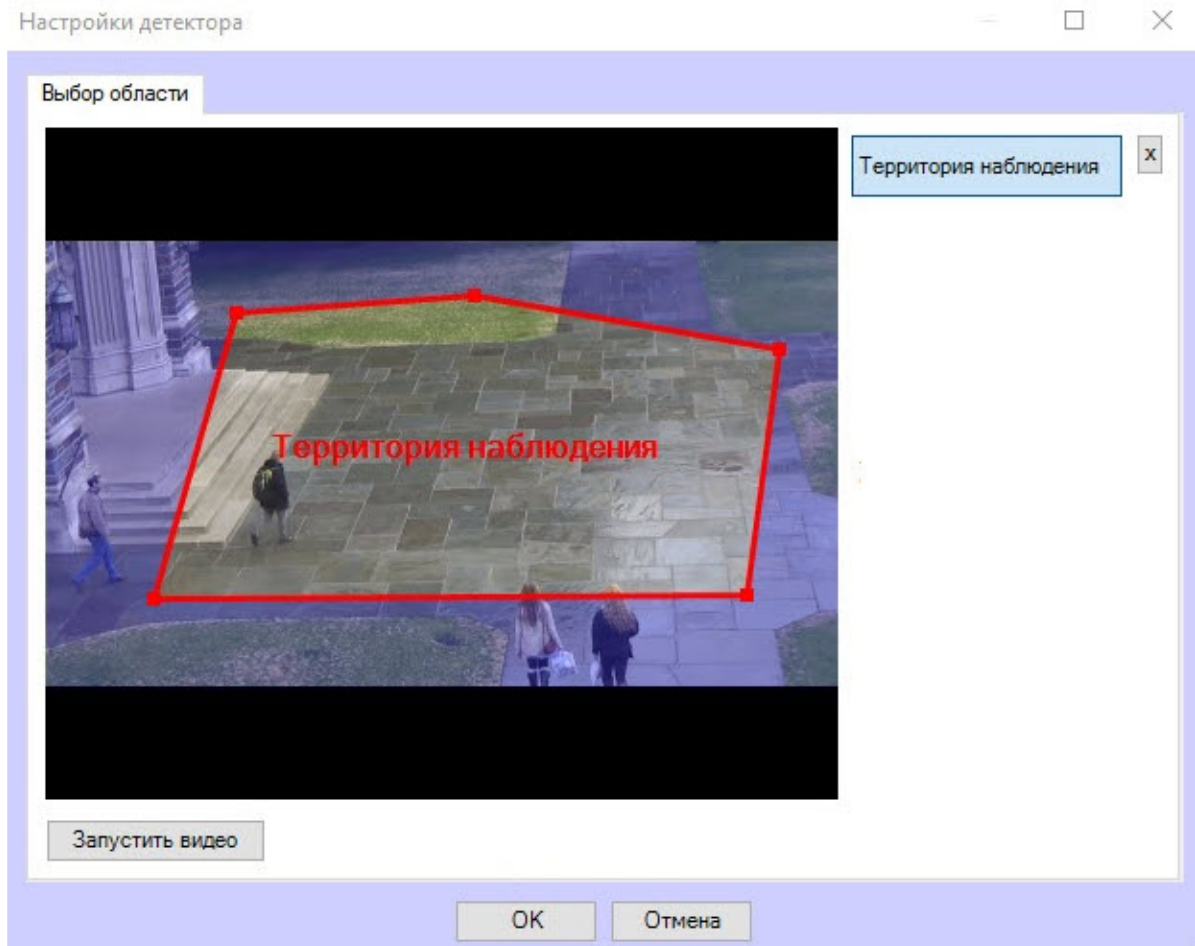 Настройки детектора
Выбор области
Территория наблюдения
x
Территория наблюдения
Запустить видео
OK
Отмена